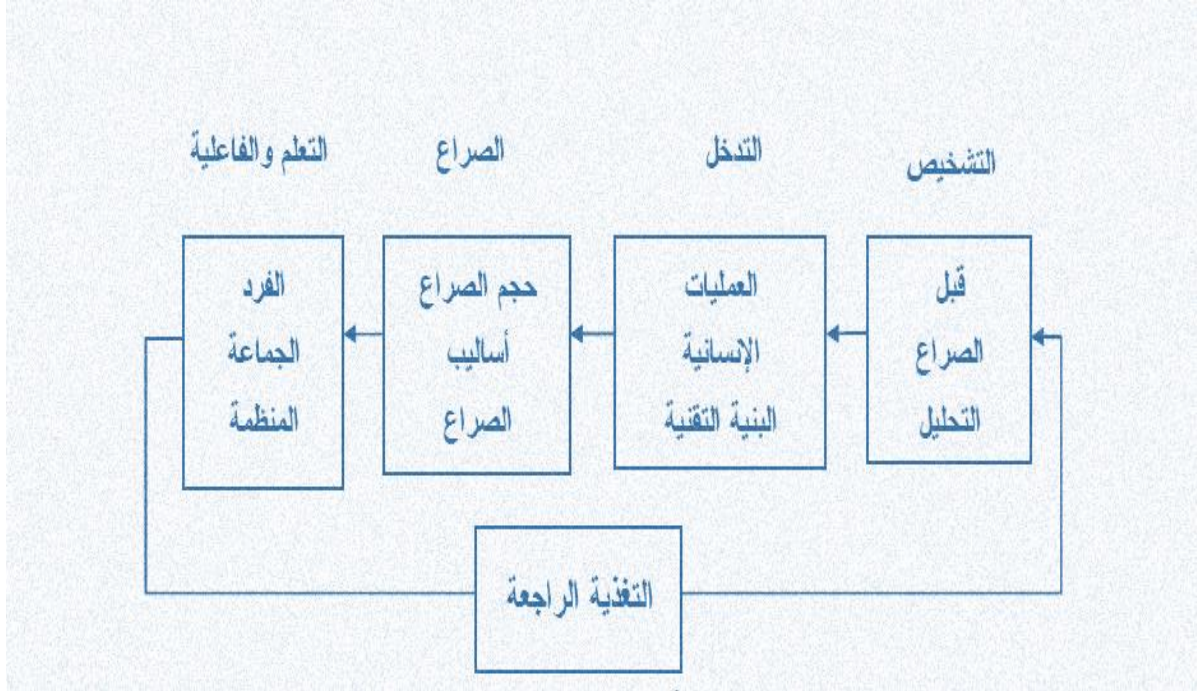 التشخيص
التدخل
الصراع
التعلم والفاعلية
قبل
الصراع
التحليل
العمليات
الإنسانية
البنية التقنية
حجم الصراع
أساليب
الصراع
الفرد
الجماعة
المنظمة
التغذية الراجعة